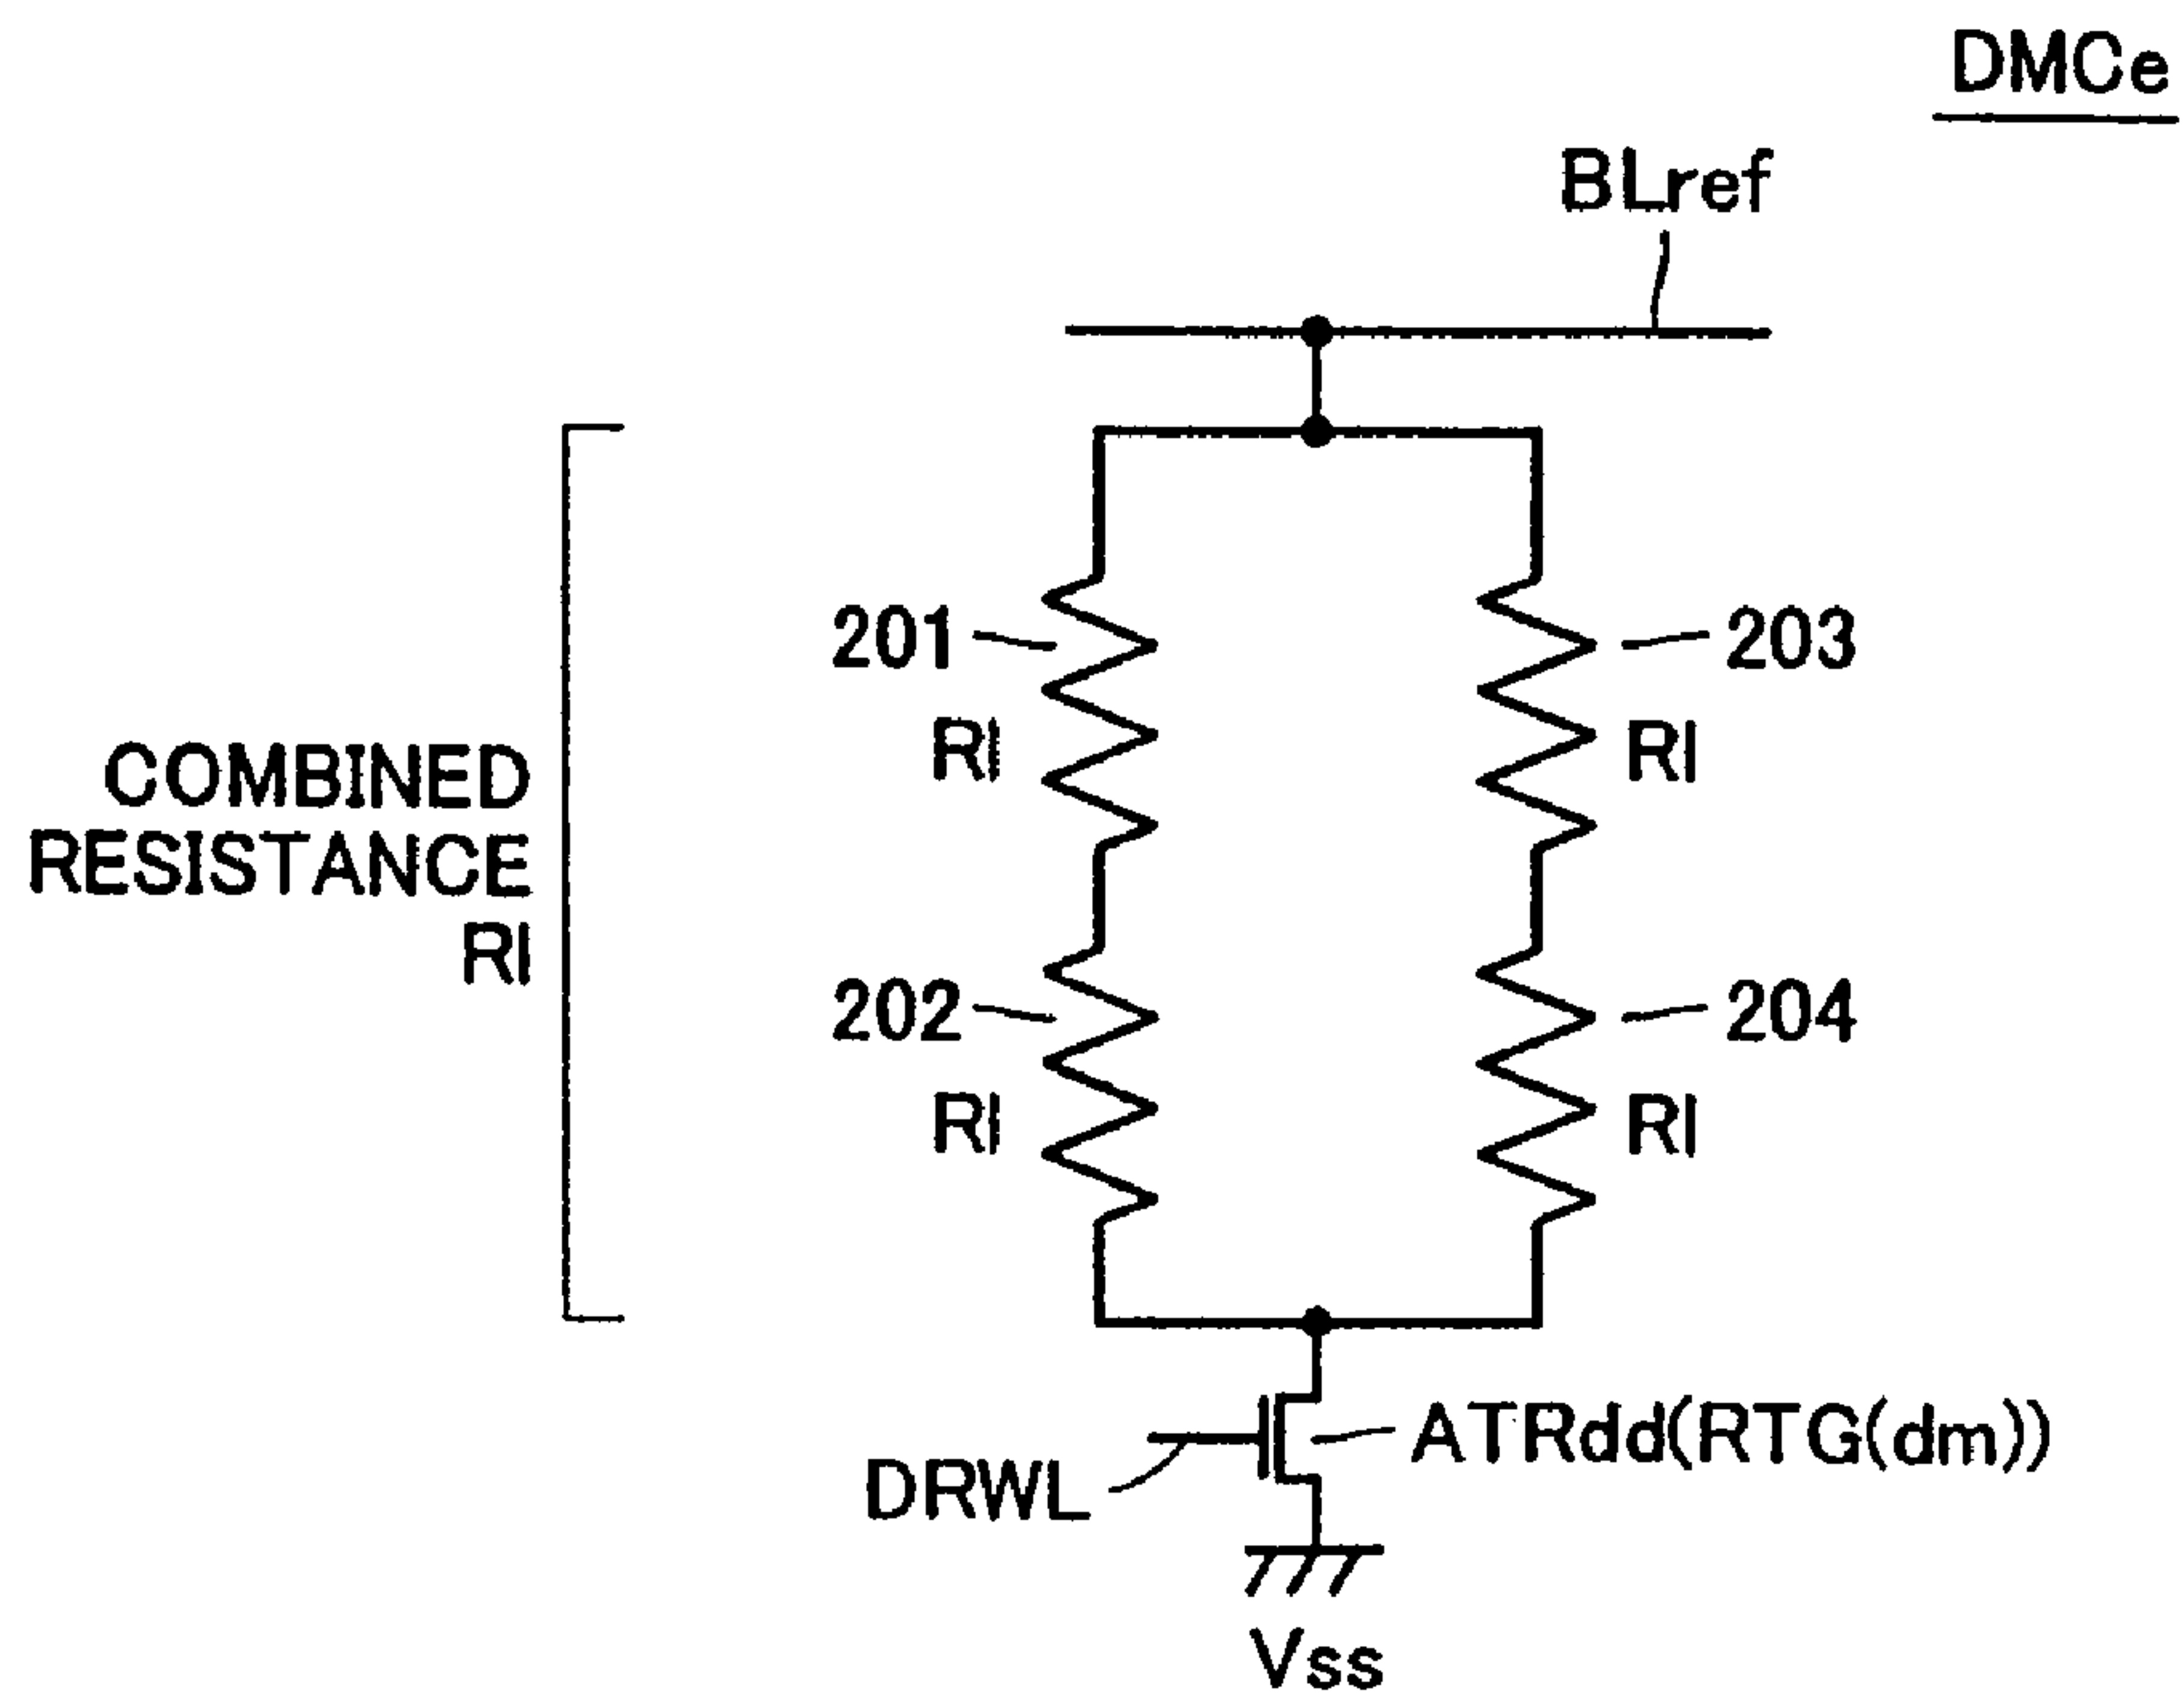 DMCe
BLref
201
RI
203
RI
COMBINED
RESISTANCE
RI
202
RI
204
RI
DRWL
ATRdd(RTG(dm))
Vss